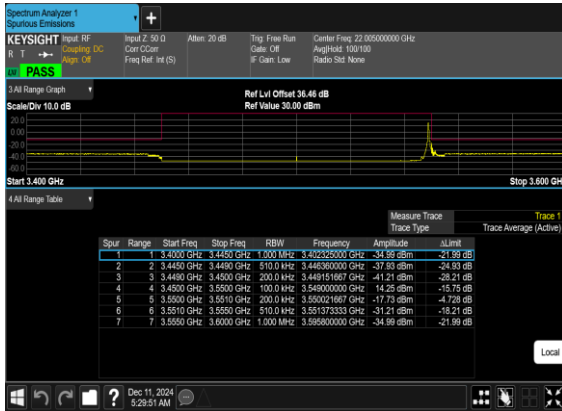 Spectrum Analyzer 1
Spurious Emissions
+
KEYSIGHT Input: RF
R T Coupling: DC
Align: Off
LXI PASS
Input Z: 50 Ω
Corr CCorr
Freq Ref: Int (S)
Atten: 20 dB
Trig: Free Run
Gate: Off
IF Gain: Low
Center Freq: 22.005000000 GHz
Avg|Hold: 100/100
Radio Std: None
3 All Range Graph
Scale/Div 10.0 dB
Ref Lvl Offset 36.46 dB
Ref Value 30.00 dBm
20.0
0.00
-20.0
-40.0
-60.0
Start 3.400 GHz
Stop 3.600 GH
4 All Range Table
Measure Trace Trace 1
Trace Type Trace Average (Active)
Spur Range Start Freq Stop Freq RBW Frequency Amplitude ΔLimit
1 1 3.4000 GHz 3.4450 GHz 1.000 MHz 3.402325000 GHz -34.99 dBm -21.99 dB
2 2 3.4450 GHz 3.4490 GHz 510.0 kHz 3.446360000 GHz -37.93 dBm -24.93 dB
3 3 3.4490 GHz 3.4500 GHz 200.0 kHz 3.449151667 GHz -41.21 dBm -28.21 dB
4 4 3.4500 GHz 3.5500 GHz 100.0 kHz 3.549000000 GHz 14.25 dBm -15.75 dB
5 5 3.5500 GHz 3.5510 GHz 200.0 kHz 3.550021667 GHz -17.73 dBm -4.728 dB
6 6 3.5510 GHz 3.5550 GHz 510.0 kHz 3.551373333 GHz -31.21 dBm -18.21 dB
7 7 3.5550 GHz 3.6000 GHz 1.000 MHz 3.595800000 GHz -34.99 dBm -21.99 dB
Local
?
Dec 11, 2024
5:29:51 AM